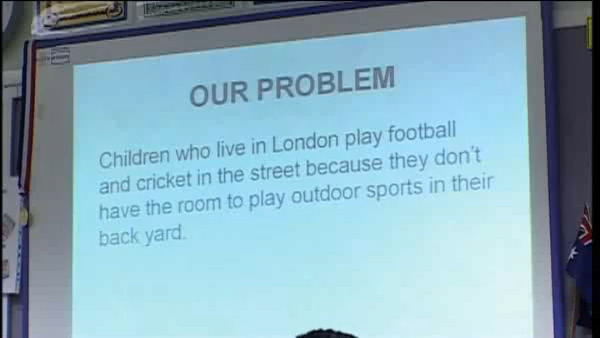 OUR PROBLEM
Children who live in London play football
and cricket in the street because they don't
have the room to play outdoor sports in their
back yard.